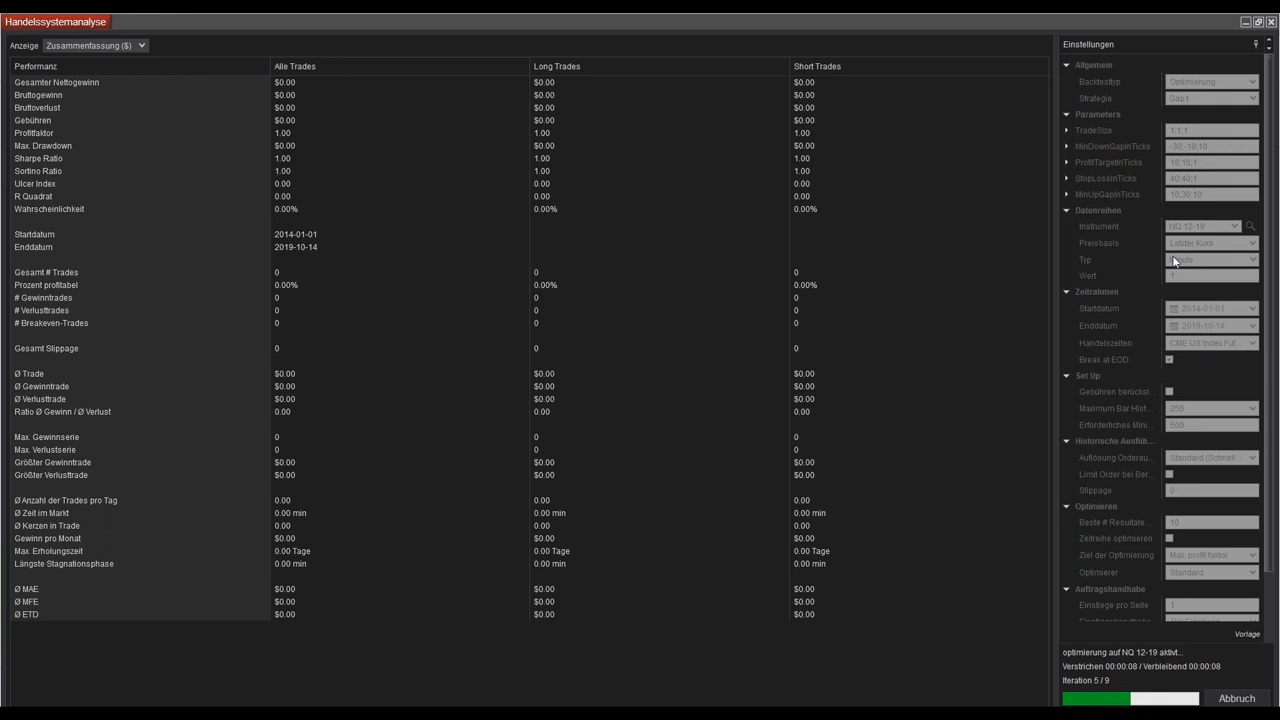 Handelssystemanalyse
Anzeige Zusammenfassung ($)
Performanz Alle Trades Long Trades Short Trades
Gesamter Nettogewinn $0.00 $0.00 $0.00
Bruttogewinn $0.00 $0.00 $0.00
Bruttoverlust $0.00 $0.00 $0.00
Gebühren $0.00 $0.00 $0.00
Profitfaktor 1.00 1.00 1.00
Max. Drawdown $0.00 $0.00 $0.00
Sharpe Ratio 1.00 1.00 1.00
Sortino Ratio 1.00 1.00 1.00
Ulcer Index 0.00 0.00 0.00
R Quadrat 0.00 0.00 0.00
Wahrscheinlichkeit 0.00% 0.00% 0.00%
Startdatum 2014-01-01
Enddatum 2019-10-14
Gesamt # Trades 0 0 0
Prozent profitabel 0.00% 0.00% 0.00%
# Gewinntrades 0 0 0
# Verlusttrades 0 0 0
# Breakeven-Trades 0 0 0
Gesamt Slippage 0 0 0
Ø Trade $0.00 $0.00 $0.00
Ø Gewinntrade $0.00 $0.00 $0.00
Ø Verlusttrade $0.00 $0.00 $0.00
Ratio Ø Gewinn / Ø Verlust 0.00 0.00 0.00
Max. Gewinnserie 0 0 0
Max. Verlustserie 0 0 0
Größter Gewinntrade $0.00 $0.00 $0.00
Größter Verlusttrade $0.00 $0.00 $0.00
Ø Anzahl der Trades pro Tag 0.00 0.00 0.00
Ø Zeit im Markt 0.00 min 0.00 min 0.00 min
Ø Kerzen in Trade 0.00 0.00 0.00
Gewinn pro Monat $0.00 $0.00 $0.00
Max. Erholungszeit 0.00 Tage 0.00 Tage 0.00 Tage
Längste Stagnationsphase 0.00 min 0.00 min 0.00 min
Ø MAE $0.00 $0.00 $0.00
Ø MFE $0.00 $0.00 $0.00
Ø ETD $0.00 $0.00 $0.00
Einstellungen
Allgemein
Backtesttyp Optimierung
Strategie Gap1
Parameters
TradeSize 1;1;1
MinDownGapInTicks -30;-10;10
ProfitTargetInTicks 16;16;1
StopLossInTicks 40;40;1
MinUpGapInTicks 10;30;10
Datenreihen
Instrument NQ 12-19
Preisbasis Letzter Kurs
Typ
Wert 1
Zeitrahmen
Startdatum 2014-01-01
Enddatum 2019-10-14
Handelszeiten CME US Index Fut...
Break at EOD
Set Up
Gebühren berücksi...
Maximum Bar Hist... 256
Erforderliches Mini... 500
Historische Ausfüh...
Auflösung Orderau... Standard (Schnell...
Limit Order bei Ber...
Slippage 0
Optimieren
Beste # Resultate... 10
Zeitreihe optimieren
Ziel der Optimierung Max. profit faktor
Optimierer Standard
Auftragshandhabe
Einstiege pro Seite 1
Vorlage
optimierung auf NQ 12-19 aktivt...
Verstrichen 00:00:08 / Verbleibend 00:00:08
Iteration 5 / 9
Abbruch